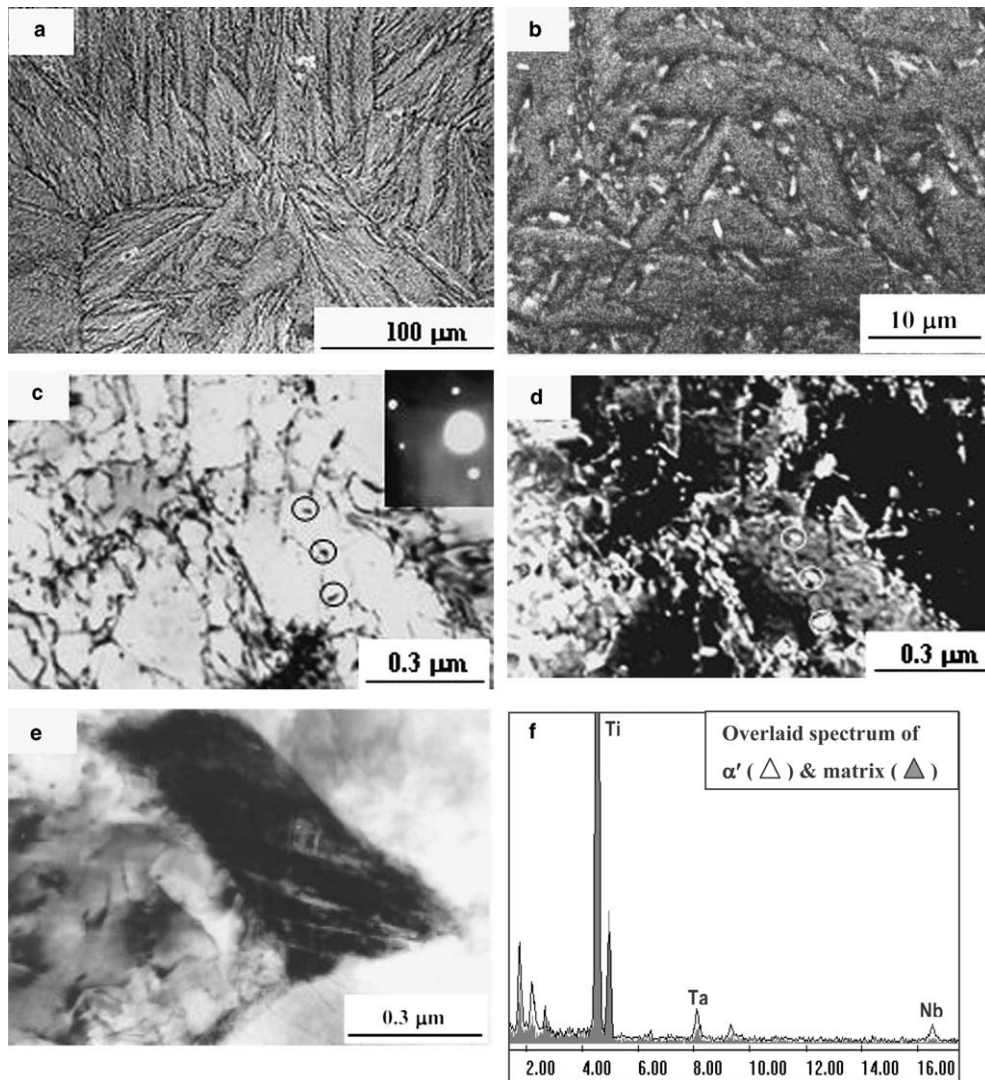 a
b
100 μm
10 μm
c
d
0.3 μm
0.3 μm
e
f
Ti
Overlaid spectrum of
α′ ( △ ) & matrix ( ▲ )
Ta
Nb
0.3 μm
2.00 4.00 6.00 8.00 10.00 12.00 14.00 16.00